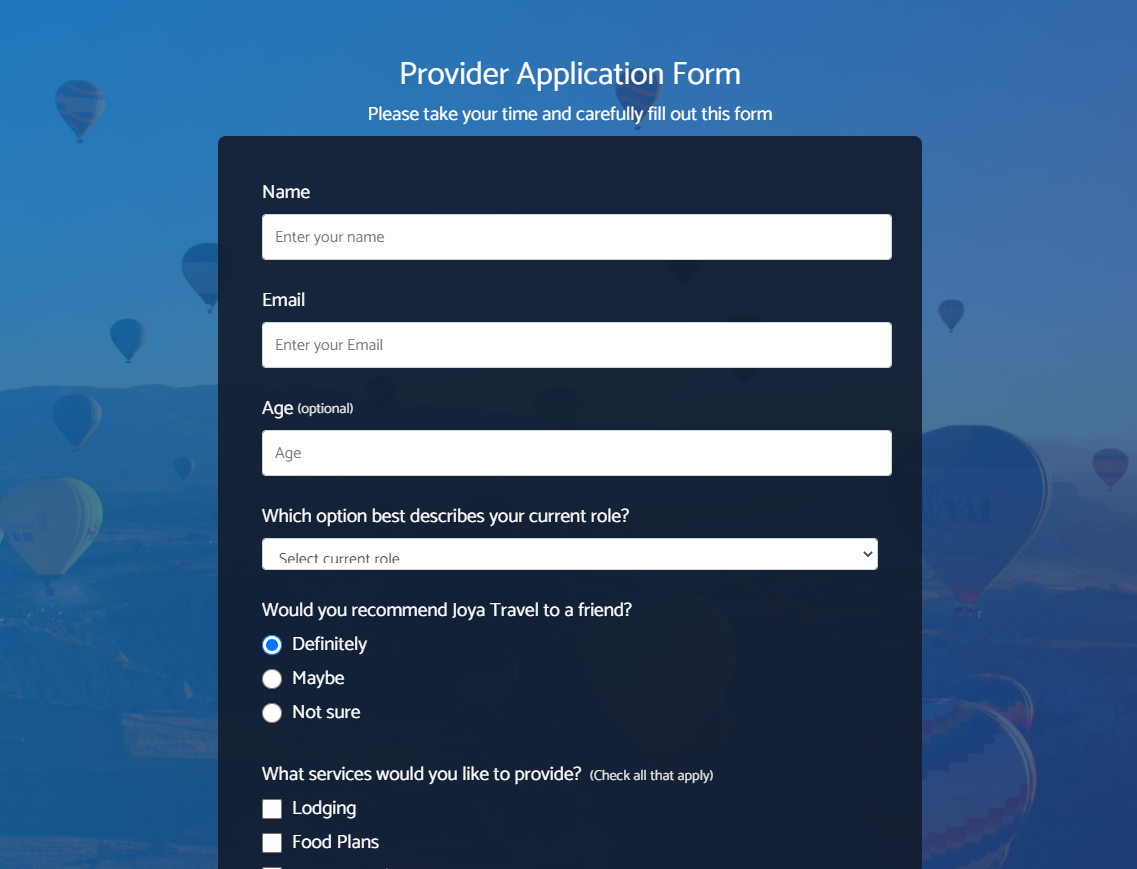 Provider Application Form
Please take your time and carefully fill out this form
Name
Enter your name
Email
Enter your Email
Age (optional)
Age
Which option best describes your current role?
Select current role
Would you recommend Joya Travel to a friend?
Definitely
Maybe
Not sure
What services would you like to provide? (Check all that apply)
Lodging
Food Plans